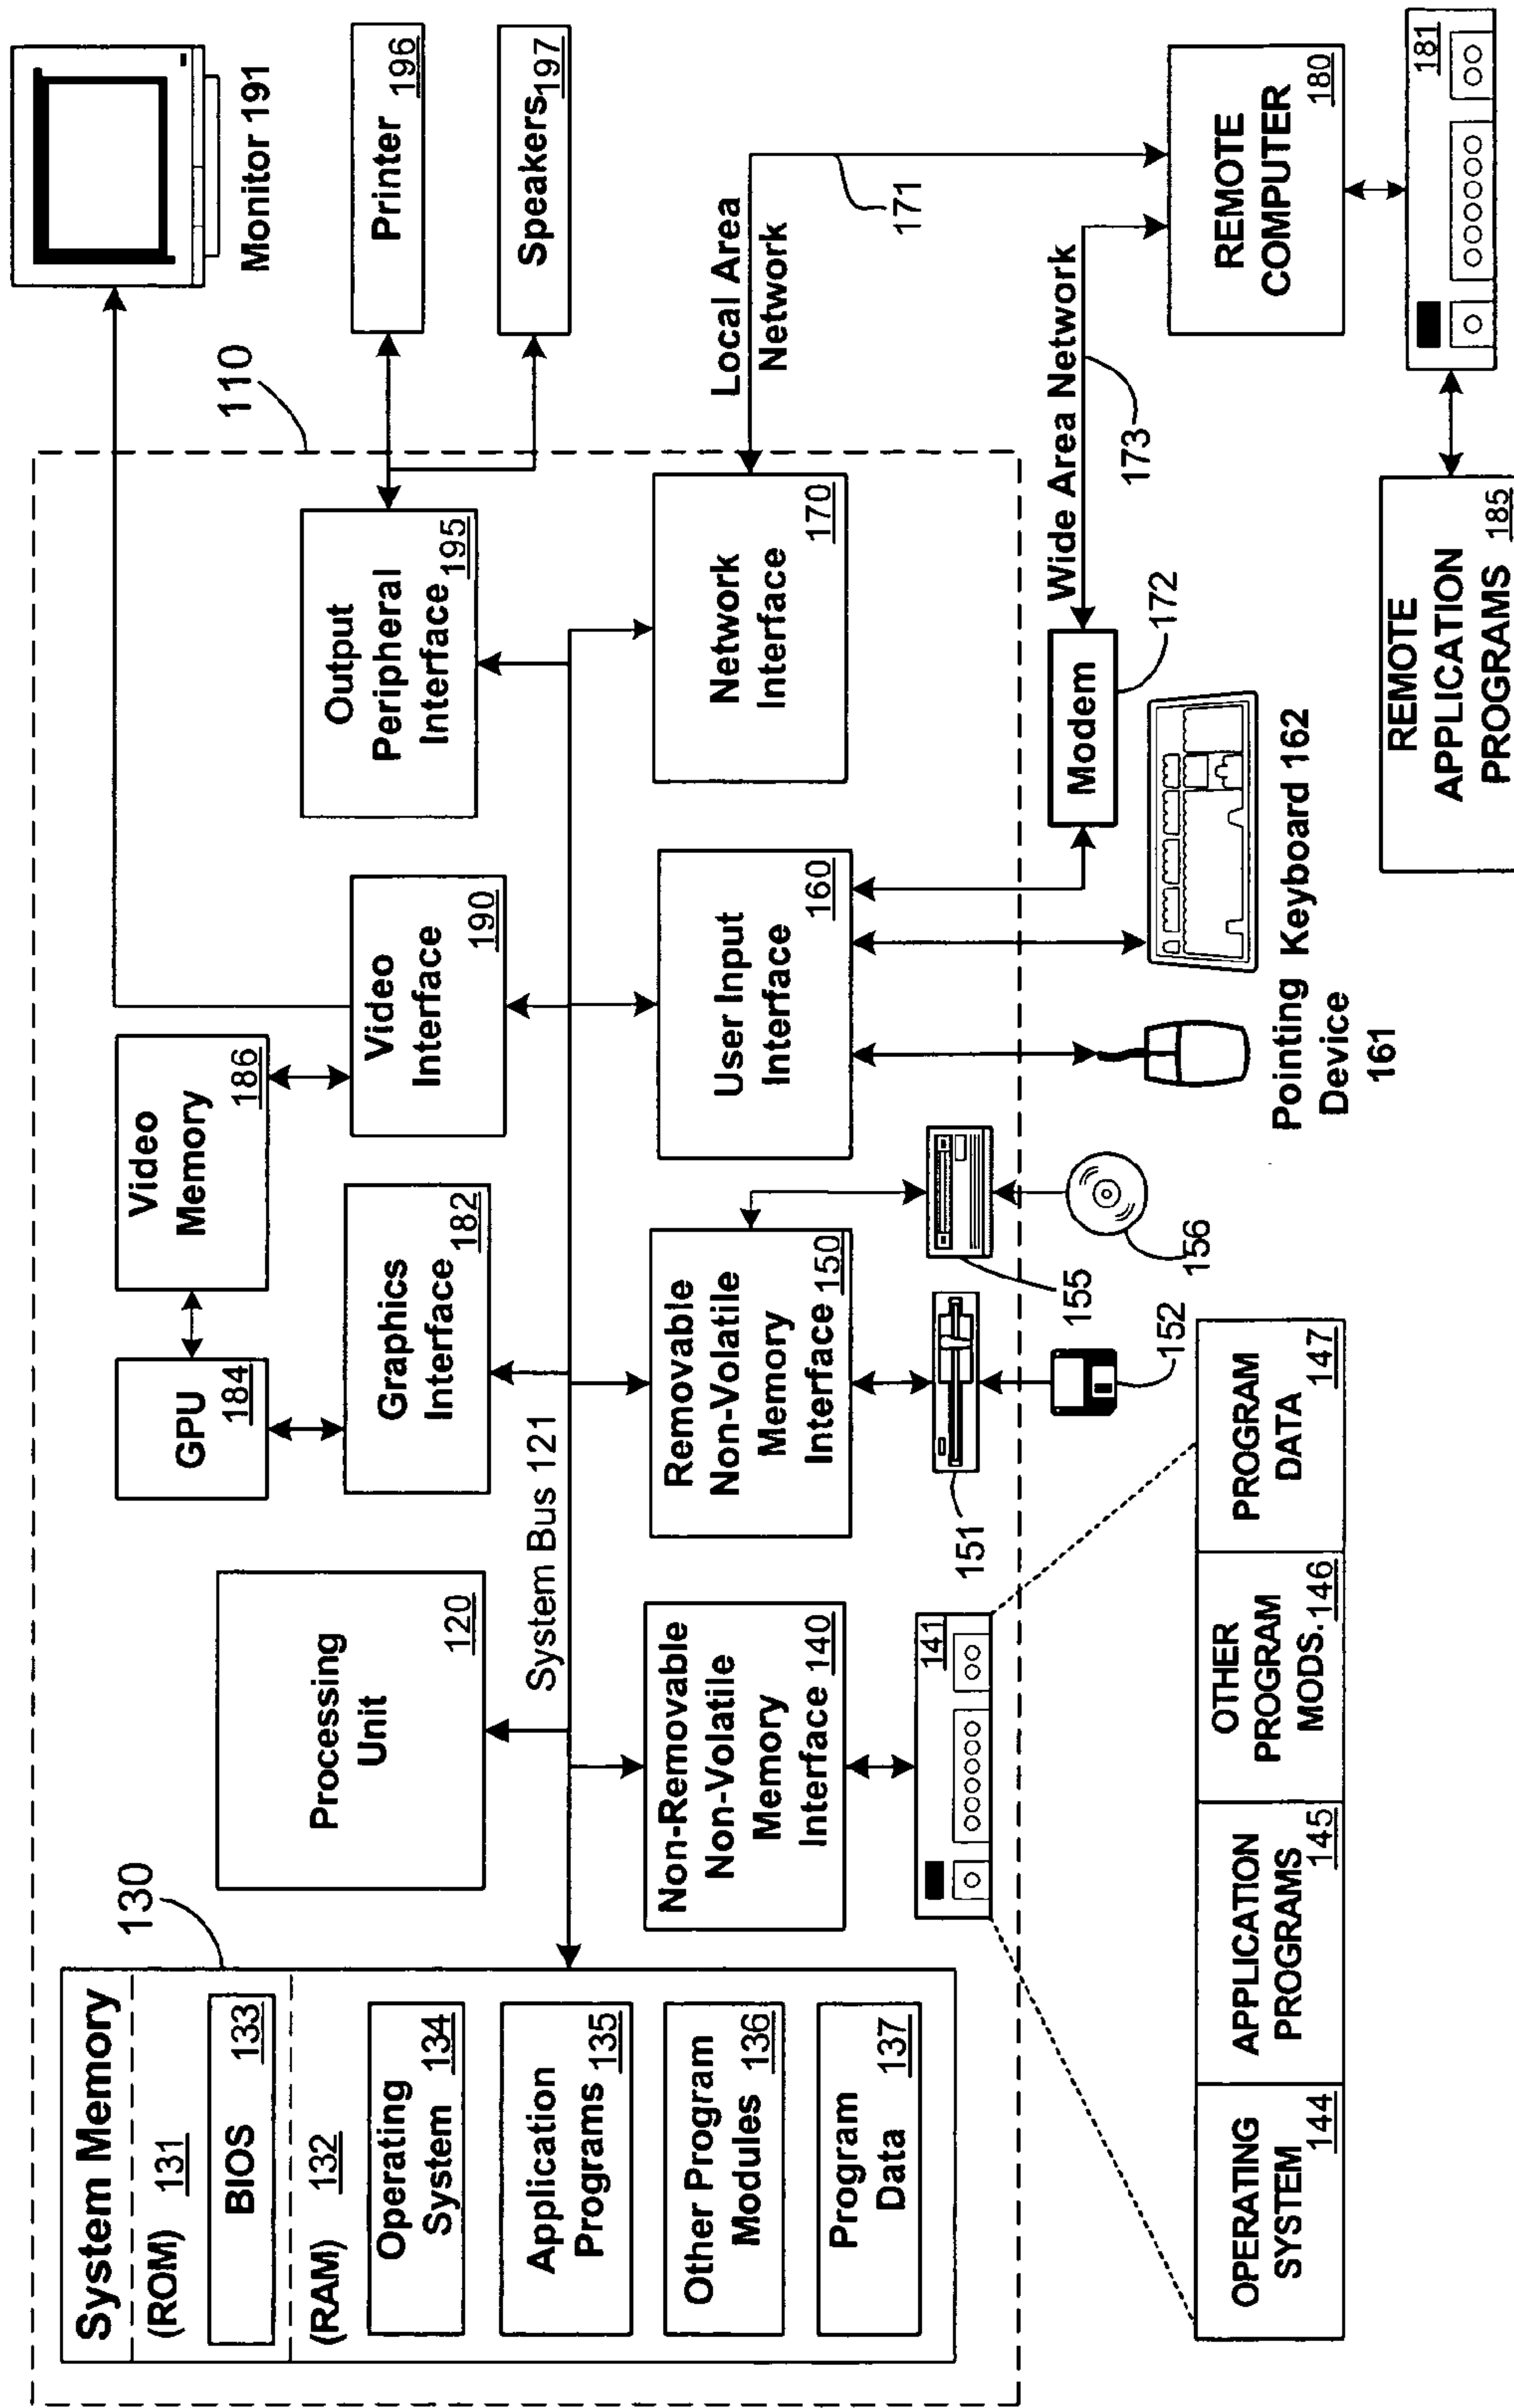 System Memory
(ROM) 131
BIOS 133
(RAM) 132
Operating
System 134
Application
Programs 135
Other Program
Modules 136
Program
Data 137
130
Processing
Unit
120
GPU
184
Video
Memory
186
Graphics
Interface
182
Video
Interface
190
Output
Peripheral
Interface 195
110
Monitor 191
Printer
196
Speakers 197
System Bus 121
Non-Removable
Non-Volatile
Memory
Interface 140
Removable
Non-Volatile
Memory
Interface 150
User Input
Interface
160
Network
Interface
170
Local Area
Network
171
141
151
155
152
156
Modem
172
Wide Area Network
173
REMOTE
COMPUTER
180
181
Pointing
Device
161
Keyboard 162
OPERATING
SYSTEM 144
APPLICATION
PROGRAMS 145
OTHER
PROGRAM
MODS. 146
PROGRAM
DATA 147
REMOTE
APPLICATION
PROGRAMS 185